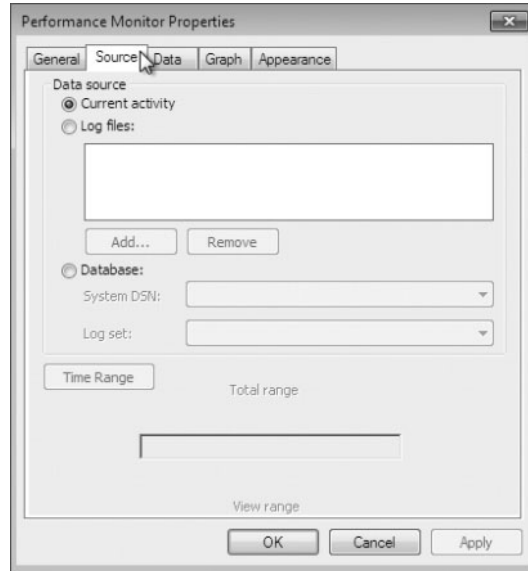 Performance Monitor Properties
General Source Data Graph Appearance
Data source
Current activity
Log files:
Add... Remove
Database:
System DSN:
Log set:
Time Range
Total range
View range
OK Cancel Apply